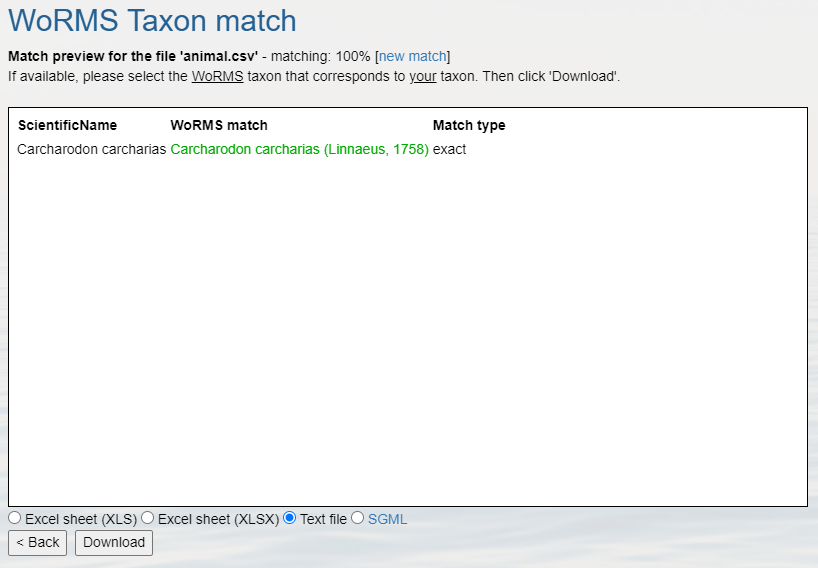 WoRMS Taxon match
Match preview for the file 'animal.csv' - matching: 100% [new match]
If available, please select the WoRMS taxon that corresponds to your taxon. Then click 'Download'.
ScientificName WoRMS match Match type
Carcharodon carcharias Carcharodon carcharias (Linnaeus, 1758) exact
Excel sheet (XLS) Excel sheet (XLSX) Text file SGML
< Back Download